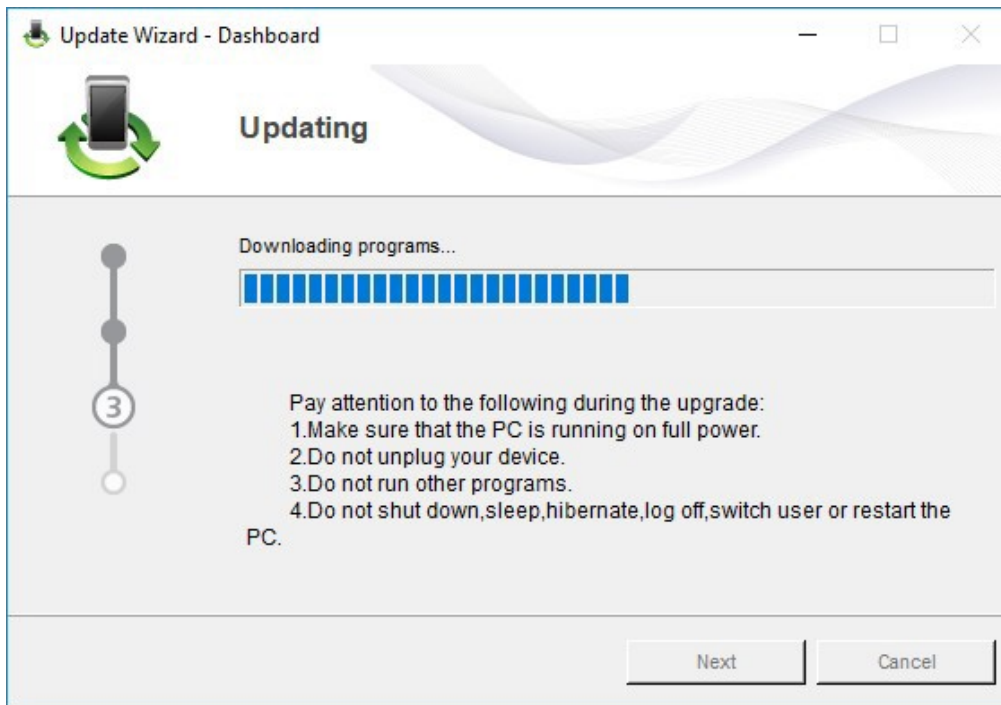 Update Wizard - Dashboard
Updating
Downloading programs...
3
Pay attention to the following during the upgrade:
1.Make sure that the PC is running on full power.
2.Do not unplug your device.
3.Do not run other programs.
4.Do not shut down,sleep,hibernate,log off,switch user or restart the
PC.
Next
Cancel